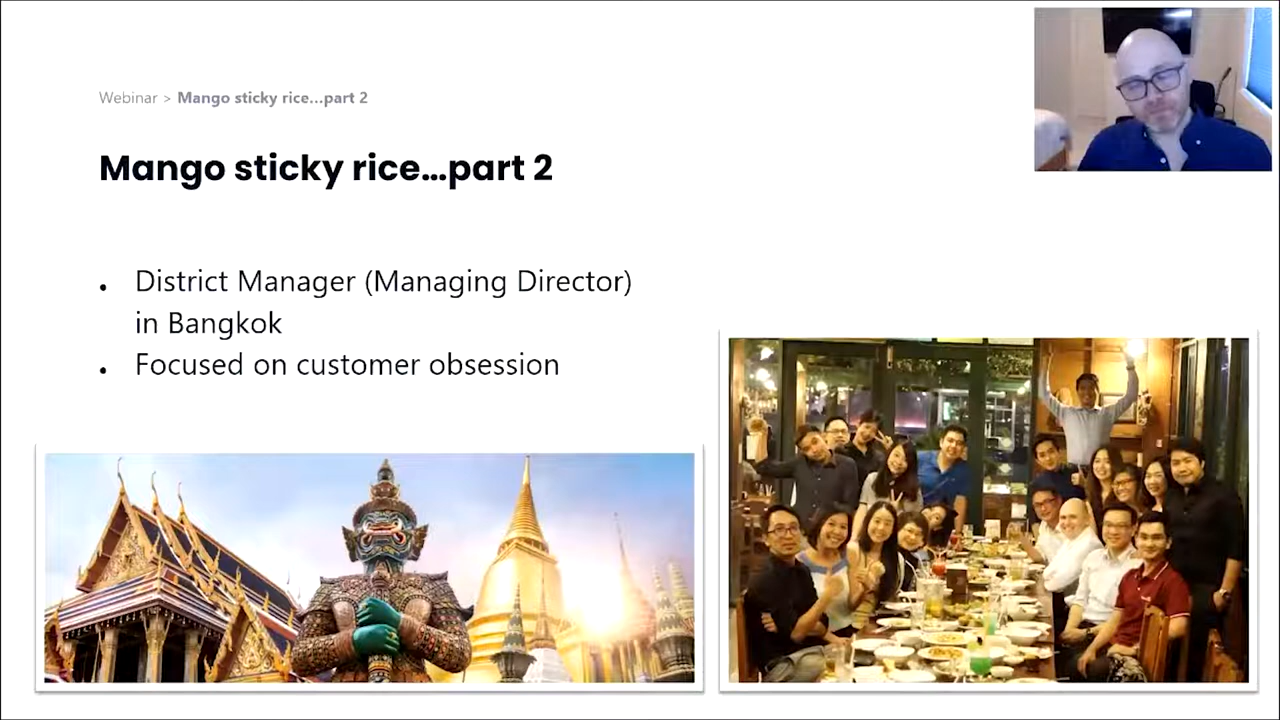 Webinar > Mango sticky rice...part 2
Mango sticky rice...part 2
• District Manager (Managing Director)
in Bangkok
• Focused on customer obsession